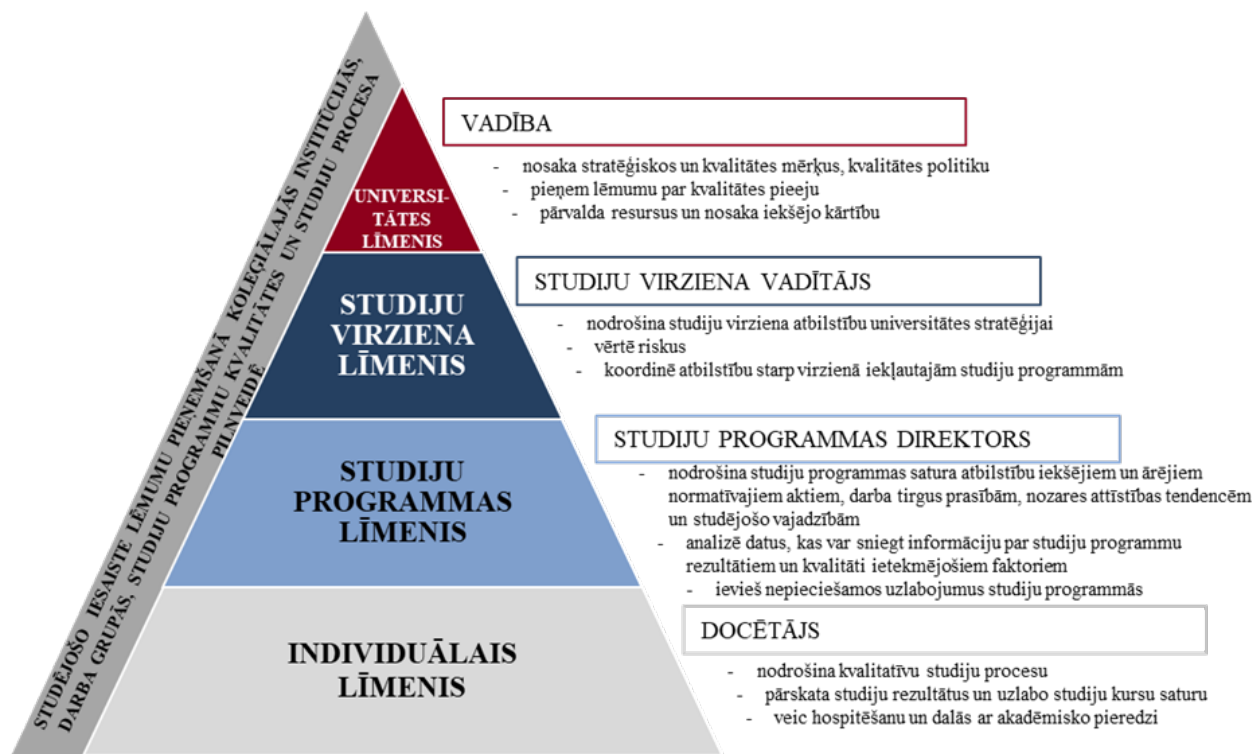 STUDĒJOŠO IESAISTE LĒMUMU PIEŅEMŠANĀ KOLEĢIĀLAJĀS INSTITŪCIJĀS,
DARBA GRUPĀS, STUDIJU PROGRAMMU KVALITĀTES UN STUDIJU PROCESA
PILNVEIDĒ
UNIVERSI-
TĀTES
LĪMENIS
VADĪBA
- nosaka stratēģiskos un kvalitātes mērķus, kvalitātes politiku
- pieņem lēmumu par kvalitātes pieeju
- pārvalda resursus un nosaka iekšējo kārtību
STUDIJU
VIRZIENA
LĪMENIS
STUDIJU VIRZIENA VADĪTĀJS
- nodrošina studiju virziena atbilstību universitātes stratēģijai
- vērtē riskus
- koordinē atbilstību starp virzienā iekļautajām studiju programmām
STUDIJU
PROGRAMMAS
LĪMENIS
STUDIJU PROGRAMMAS DIREKTORS
- nodrošina studiju programmas satura atbilstību iekšējiem un ārējiem
normatīvajiem aktiem, darba tirgus prasībām, nozares attīstības tendencēm
un studējošo vajadzībām
- analizē datus, kas var sniegt informāciju par studiju programmu
rezultātiem un kvalitāti ietekmējošiem faktoriem
- ievieš nepieciešamos uzlabojumus studiju programmās
INDIVIDUĀLAIS
LĪMENIS
DOCĒTĀJS
- nodrošina kvalitatīvu studiju procesu
- pārskata studiju rezultātus un uzlabo studiju kursu saturu
- veic hospitēšanu un dalās ar akadēmisko pieredzi